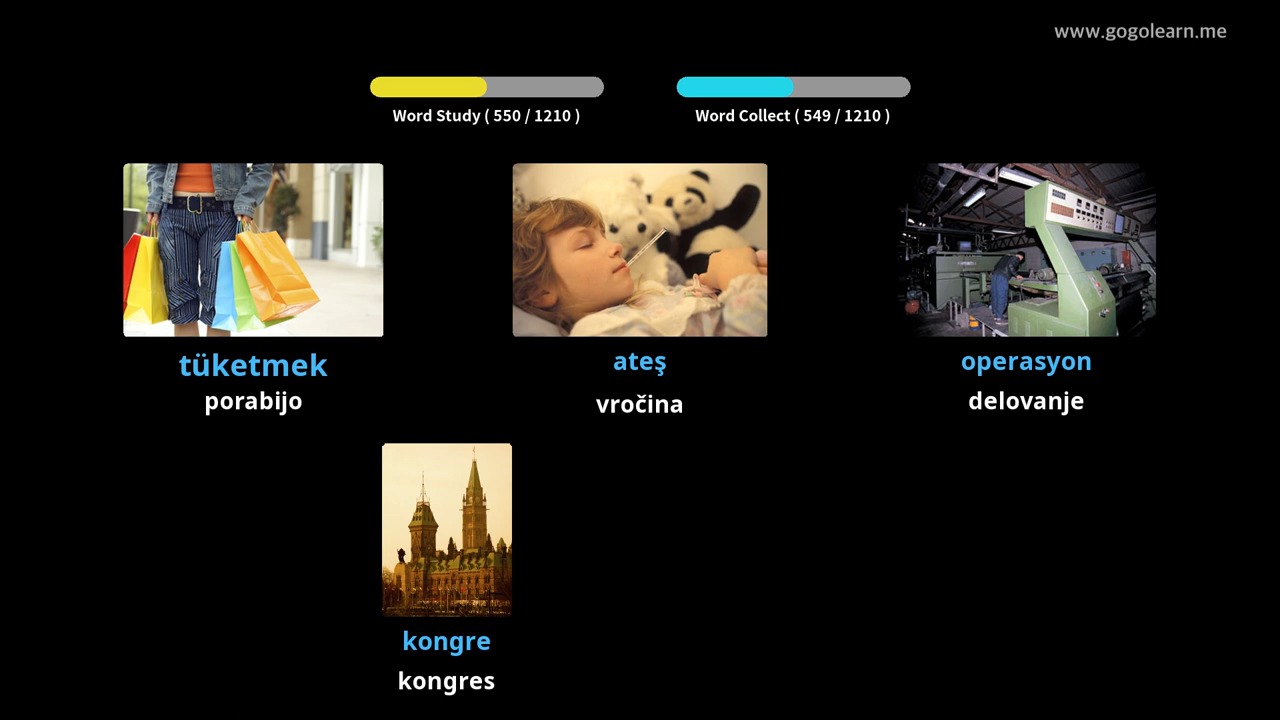 www.gogolearn.me
Word Study ( 550 / 1210 )
Word Collect ( 549 / 1210 )
tüketmek
porabijo
ateş
vročina
operasyon
delovanje
kongre
kongres